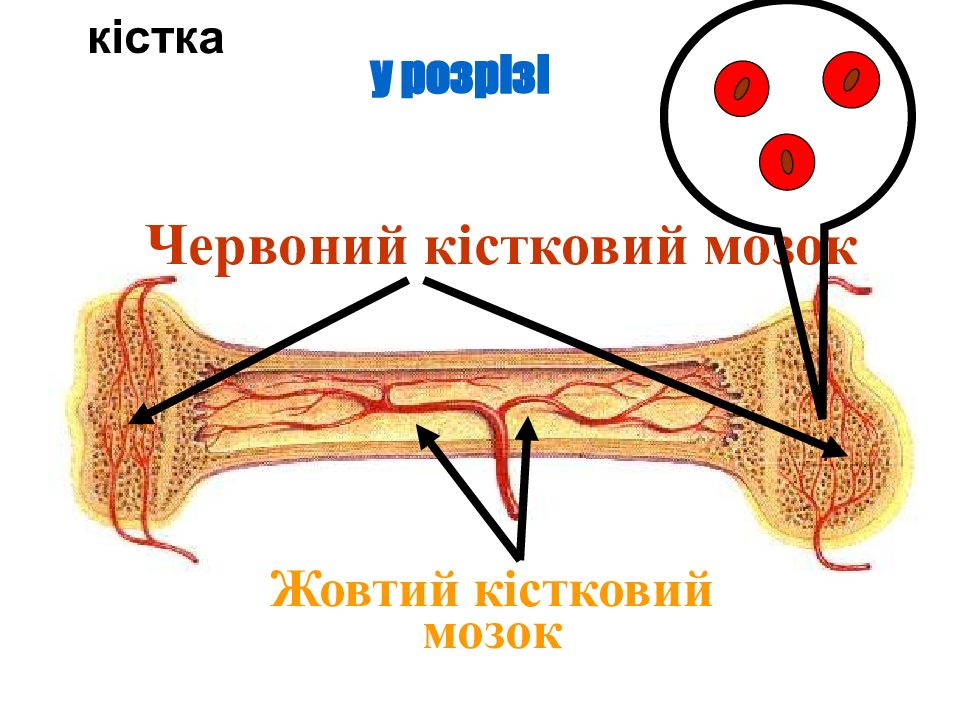 кістка
у розрізі
Червоний кістковий мозок
Жовтий кістковий
мозок